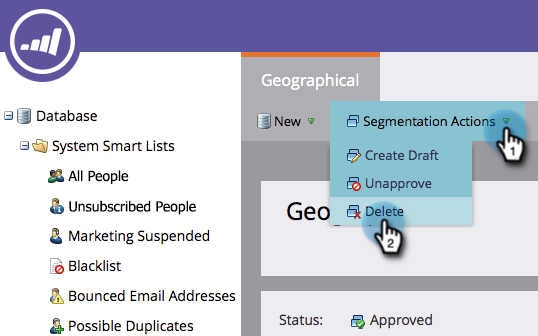 Geographical
Database
System Smart Lists
All People
Unsubscribed People
Marketing Suspended
Blacklist
Bounced Email Addresses
Possible Duplicates
New
Segmentation Actions
1
Create Draft
Unapprove
Delete
2
Status: Approved